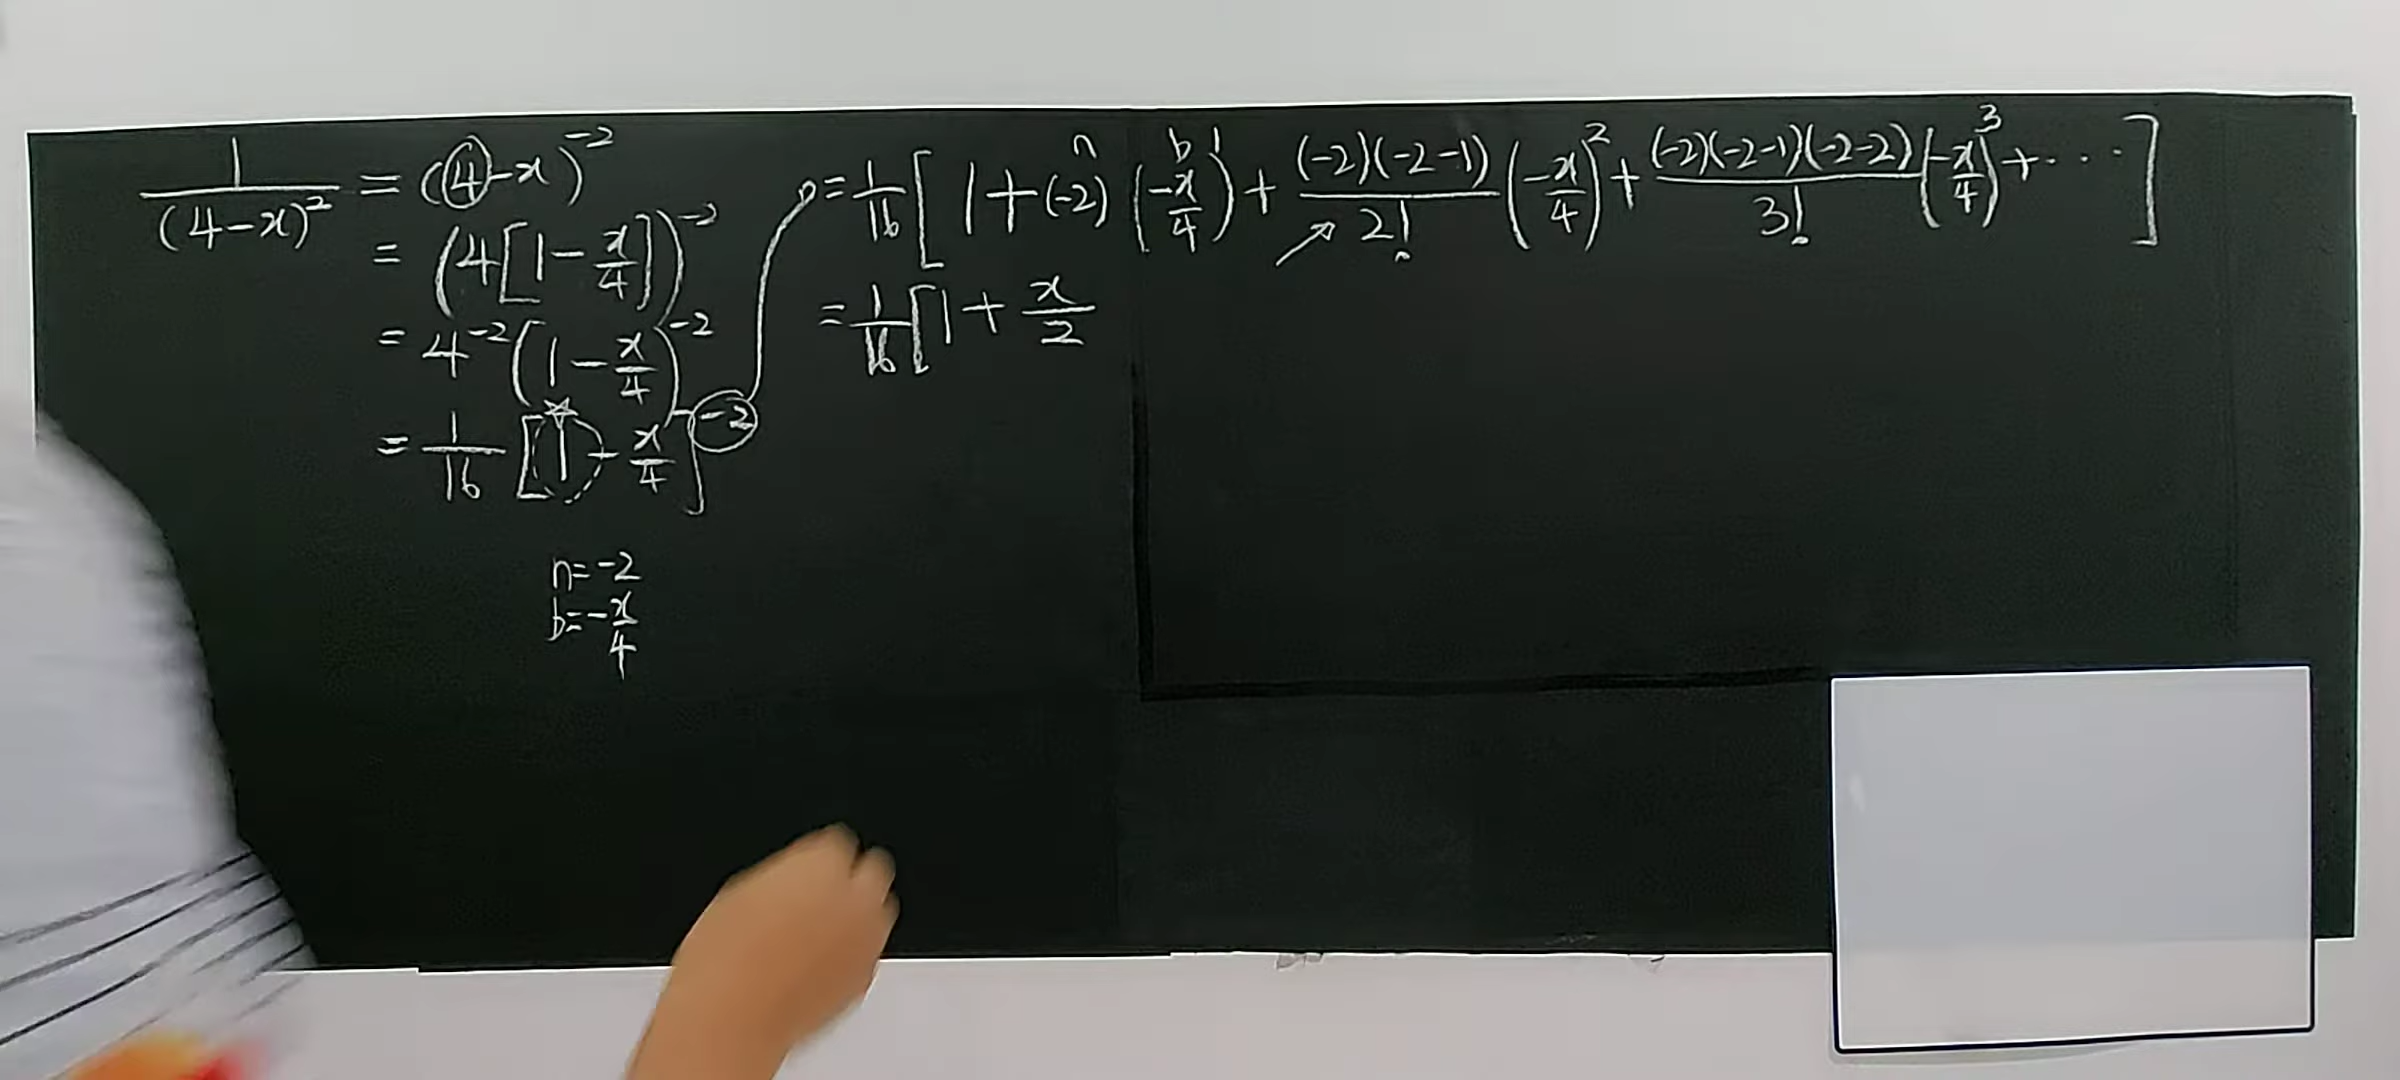 1/(4-x)² = (4-x)⁻²
= (4[1 - x/4])⁻²
= 4⁻² (1 - x/4)⁻²
= 1/16 [1 - x/4]⁻²
n = -2
b = -x/4
n b 1
= 1/16 [ 1 + (-2) (-x/4) + (-2)(-2-1)/2! (-x/4)² + (-2)(-2-1)(-2-2)/3! (-x/4)³ + ... ]
= 1/16 [ 1 + x/2